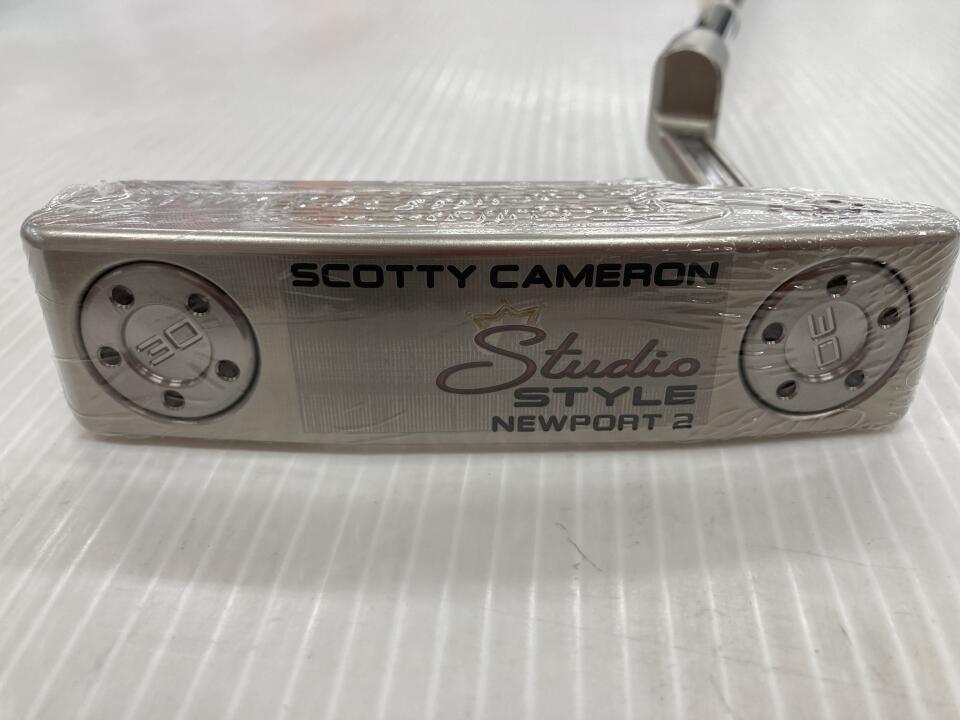 SCOTTY CAMERON
Studio
STYLE
NEWPORT 2
30
30